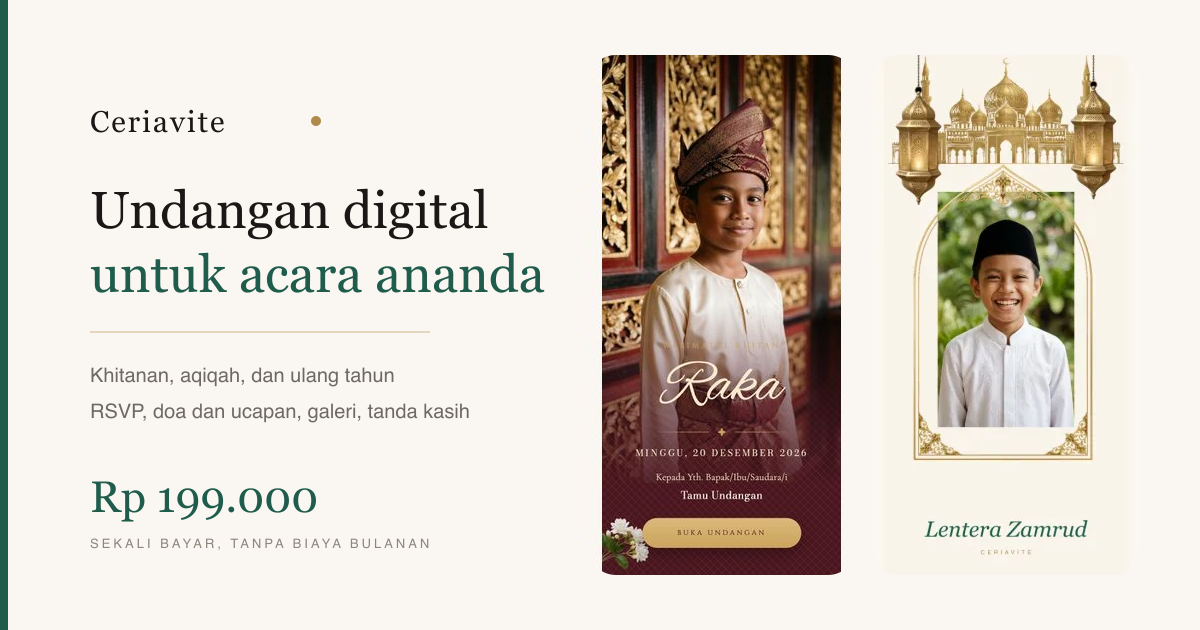 Ceriavite
Undangan digital
untuk acara ananda
Khitanan, aqiqah, dan ulang tahun
RSVP, doa dan ucapan, galeri, tanda kasih
Rp 199.000
SEKALI BAYAR, TANPA BIAYA BULANAN
Raka
MINGGU, 20 DESEMBER 2026
Kepada Yth. Bapak/Ibu/Saudara/i
Tamu Undangan
BUKA UNDANGAN
Lentera Zamrud
CERIAVITE